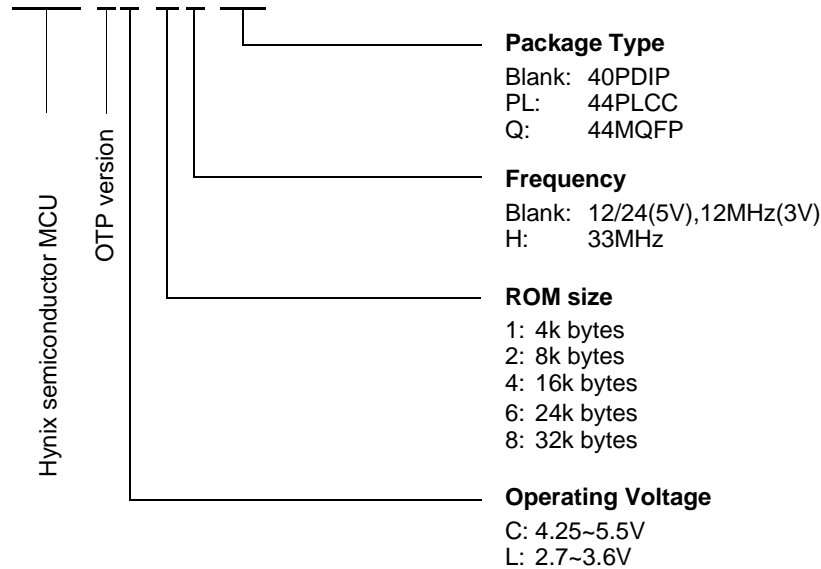 Package Type
Blank: 40PDIP
PL: 44PLCC
Q: 44MQFP
Frequency
Blank: 12/24(5V),12MHz(3V)
H: 33MHz
ROM size
1: 4k bytes
2: 8k bytes
4: 16k bytes
6: 24k bytes
8: 32k bytes
Operating Voltage
C: 4.25~5.5V
L: 2.7~3.6V
OTP version
Hynix semiconductor MCU